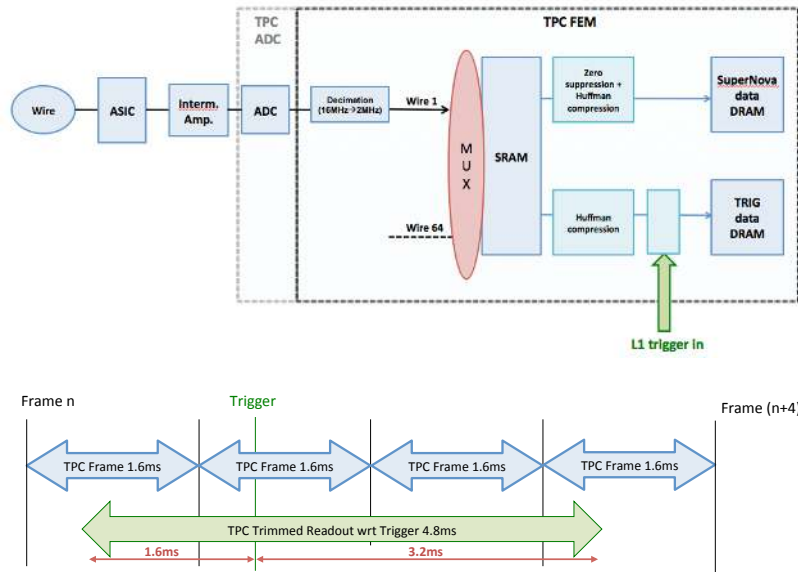 TPC
ADC
TPC FEM
Wire
ASIC
Interm.
Amp.
ADC
Decimation
(16MHz→2MHz)
Wire 1
Wire 64
M
U
X
SRAM
Zero
suppression +
Huffman
compression
SuperNova
data
DRAM
Huffman
compression
TRIG
data
DRAM
L1 trigger in
Frame n
Trigger
Frame (n+4)
TPC Frame 1.6ms
TPC Frame 1.6ms
TPC Frame 1.6ms
TPC Frame 1.6ms
TPC Trimmed Readout wrt Trigger 4.8ms
1.6ms
3.2ms